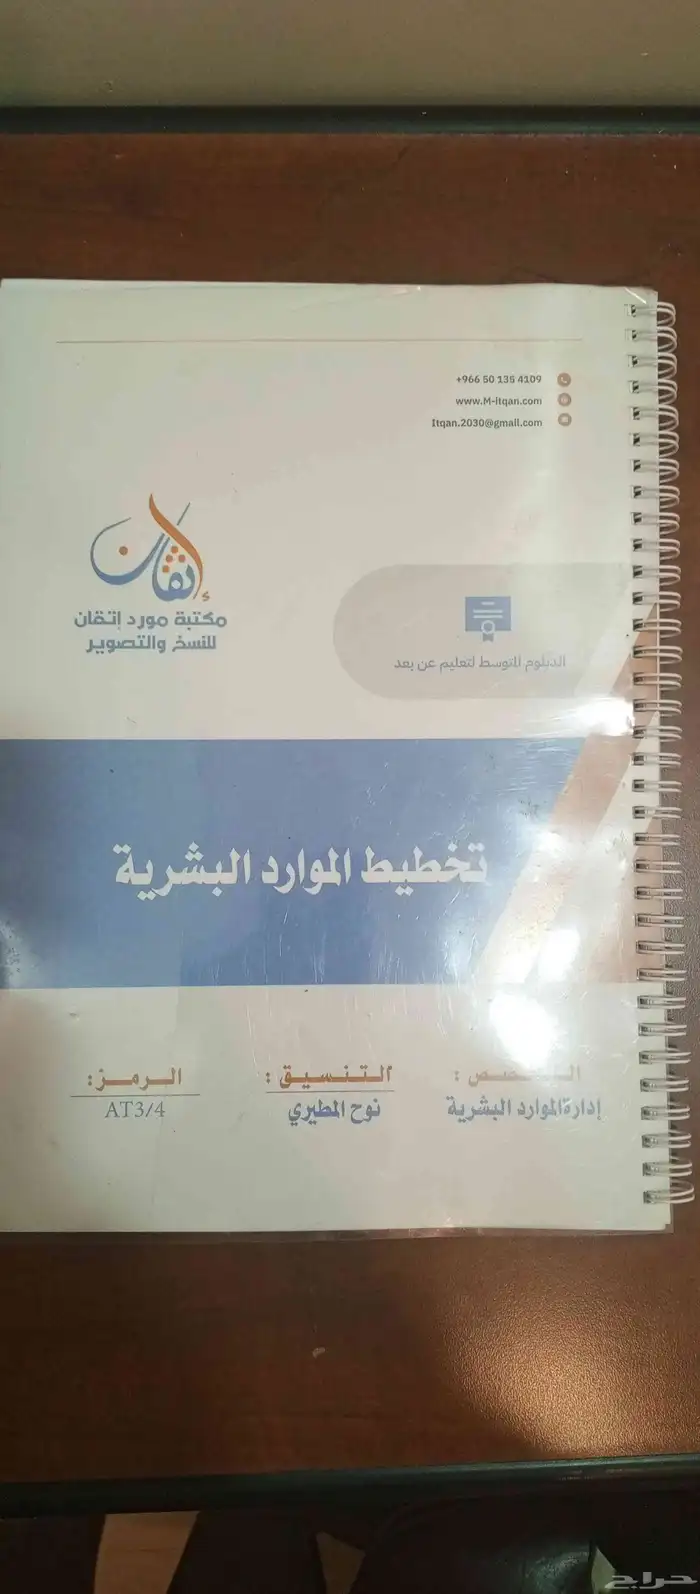 +966 50 135 4109
www.M-itqan.com
Itqan.2030@gmail.com
إتقان
مكتبة مورد إتقان
للنسخ والتصوير
الدبلوم المتوسط لتعليم عن بعد
تخطيط الموارد البشرية
التخصص :
إدارة الموارد البشرية
التنسيق :
نوح المطيري
الرمز:
AT3/4
حراج